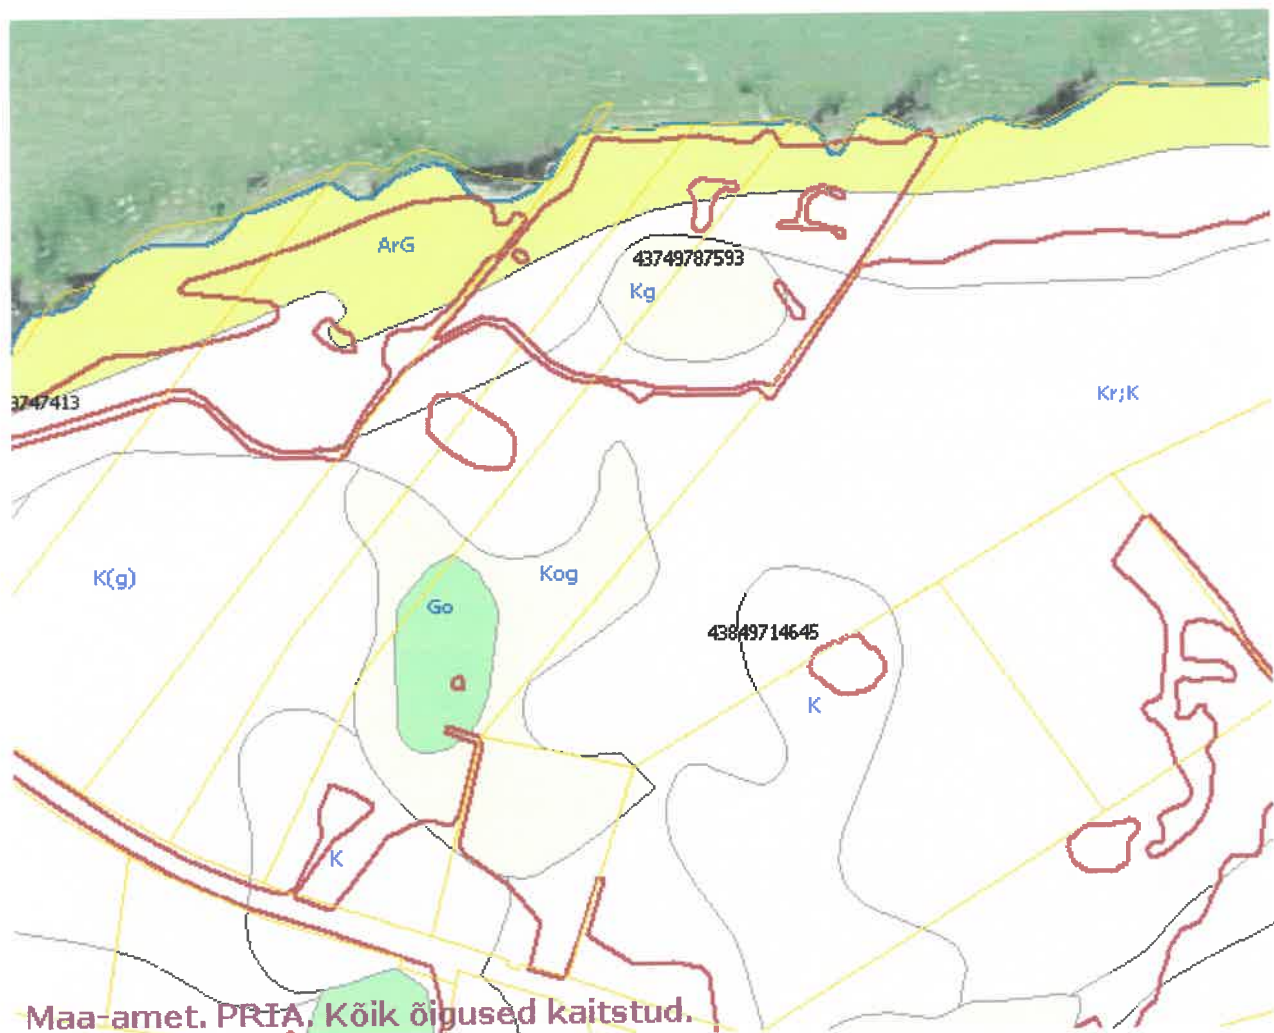 ArG
43749787593
Kg
3747413
Kr;K
K(g)
Kog
Go
43849714645
K
K
Maa-amet. PRIA. Kõik õigused kaitstud.